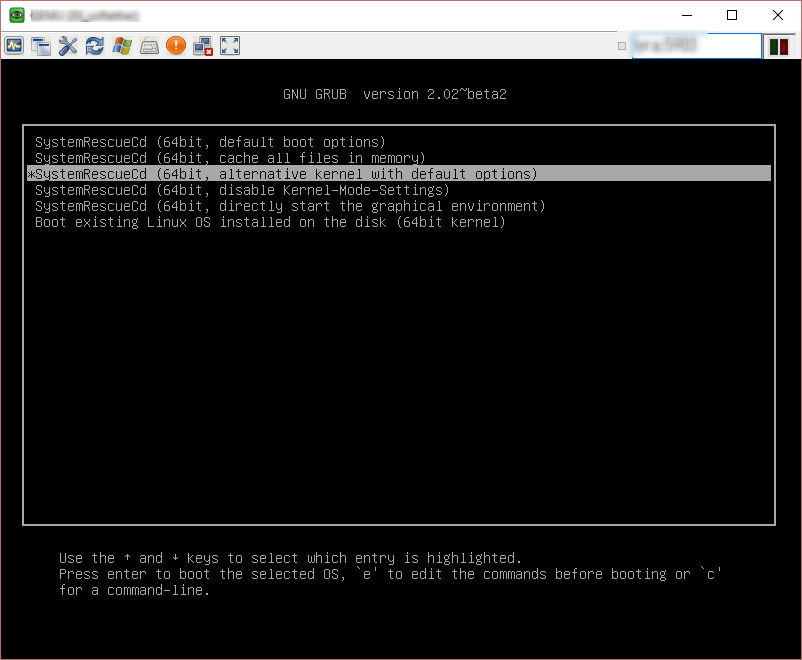 GNU GRUB  version 2.02~beta2
SystemRescueCd (64bit, default boot options)
SystemRescueCd (64bit, cache all files in memory)
*SystemRescueCd (64bit, alternative kernel with default options)
SystemRescueCd (64bit, disable Kernel-Mode-Settings)
SystemRescueCd (64bit, directly start the graphical environment)
Boot existing Linux OS installed on the disk (64bit kernel)
Use the ↑ and ↓ keys to select which entry is highlighted.
Press enter to boot the selected OS, `e' to edit the commands before booting or `c'
for a command-line.